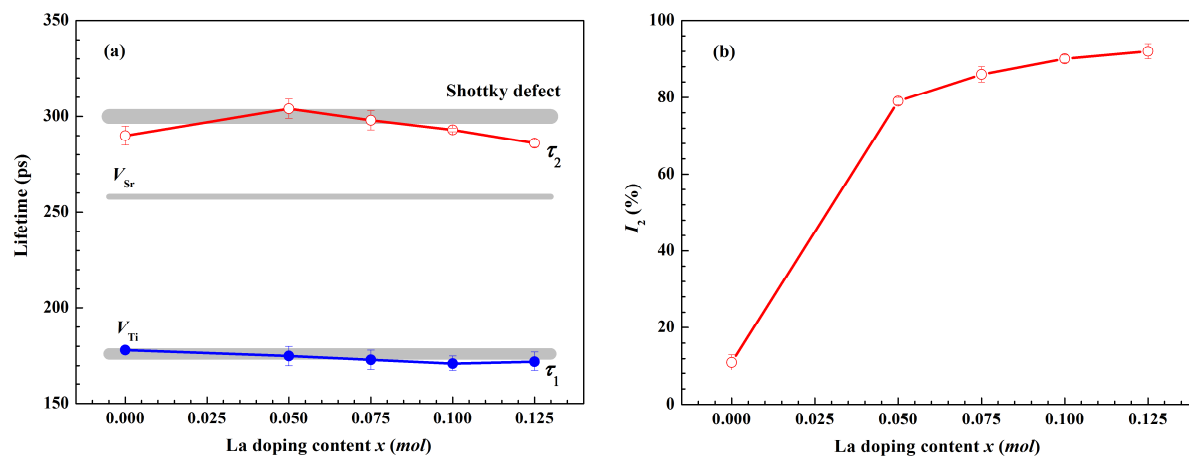 (a)
350
300
250
200
150
Lifetime (ps)
Shottky defect
τ2
VSr
VTi
τ1
0.000 0.025 0.050 0.075 0.100 0.125
La doping content x (mol)
(b)
100
80
60
40
20
0
I2 (%)
0.000 0.025 0.050 0.075 0.100 0.125
La doping content x (mol)